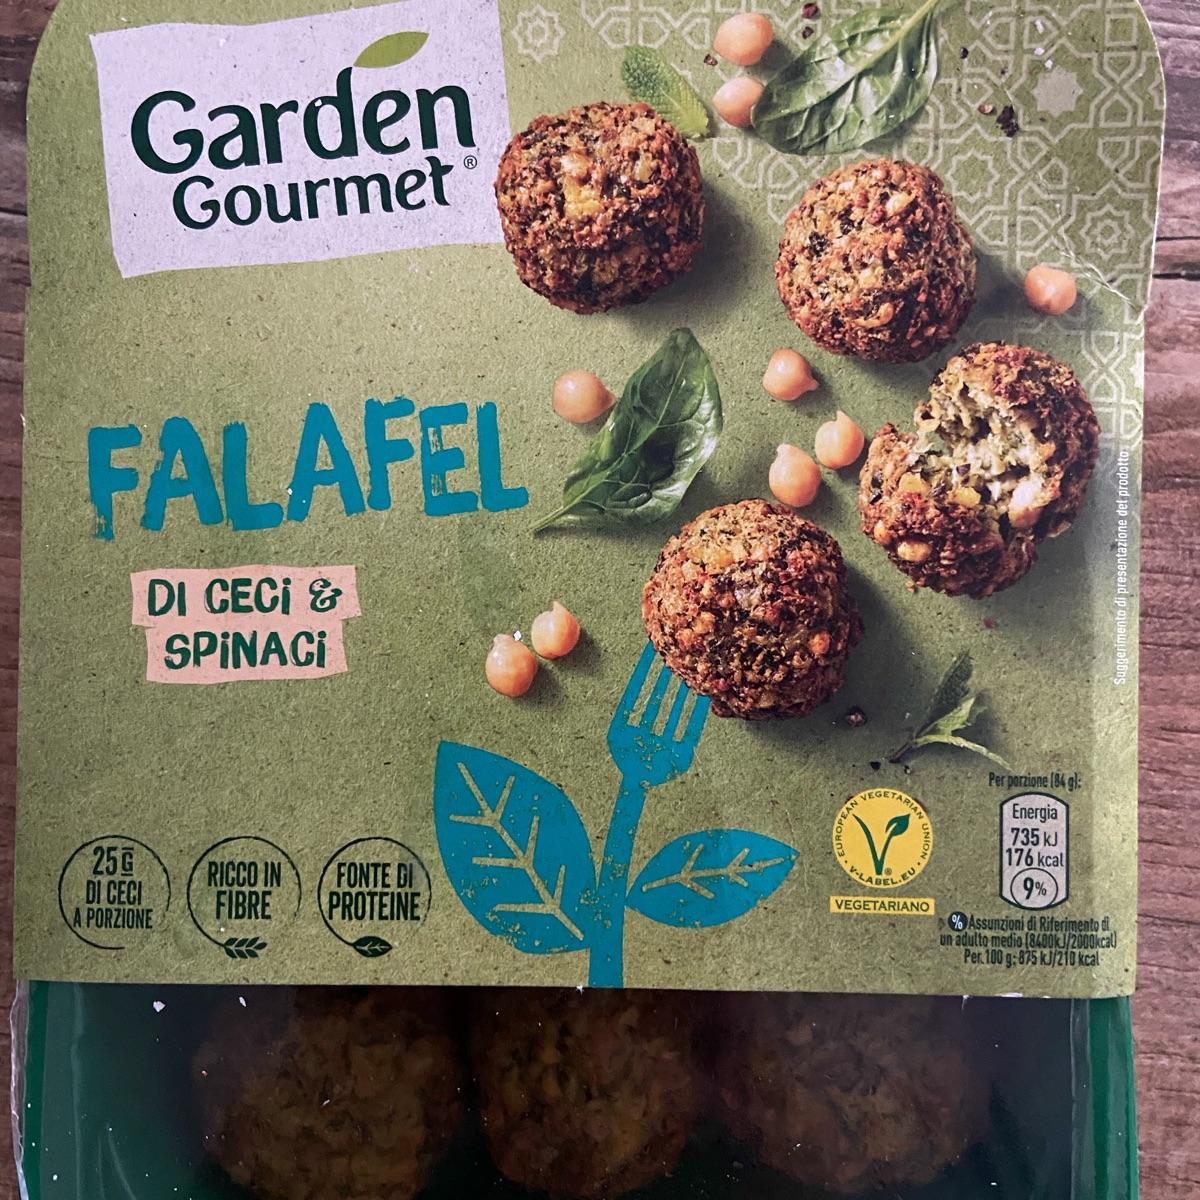 Garden
Gourmet®
FALAFEL
DI CECI &
SPINACI
Suggerimento di presentazione del prodotto.
25G
DI CECI
A PORZIONE
RICCO IN
FIBRE
FONTE DI
PROTEINE
EUROPEAN VEGETARIAN UNION
V-LABEL.EU
VEGETARIANO
Per porzione (84 g):
Energia
735 kJ
176 kcal
9%
% Assunzioni di Riferimento di
un adulto medio (8400kJ/2000kcal)
Per 100 g: 875 kJ/210 kcal